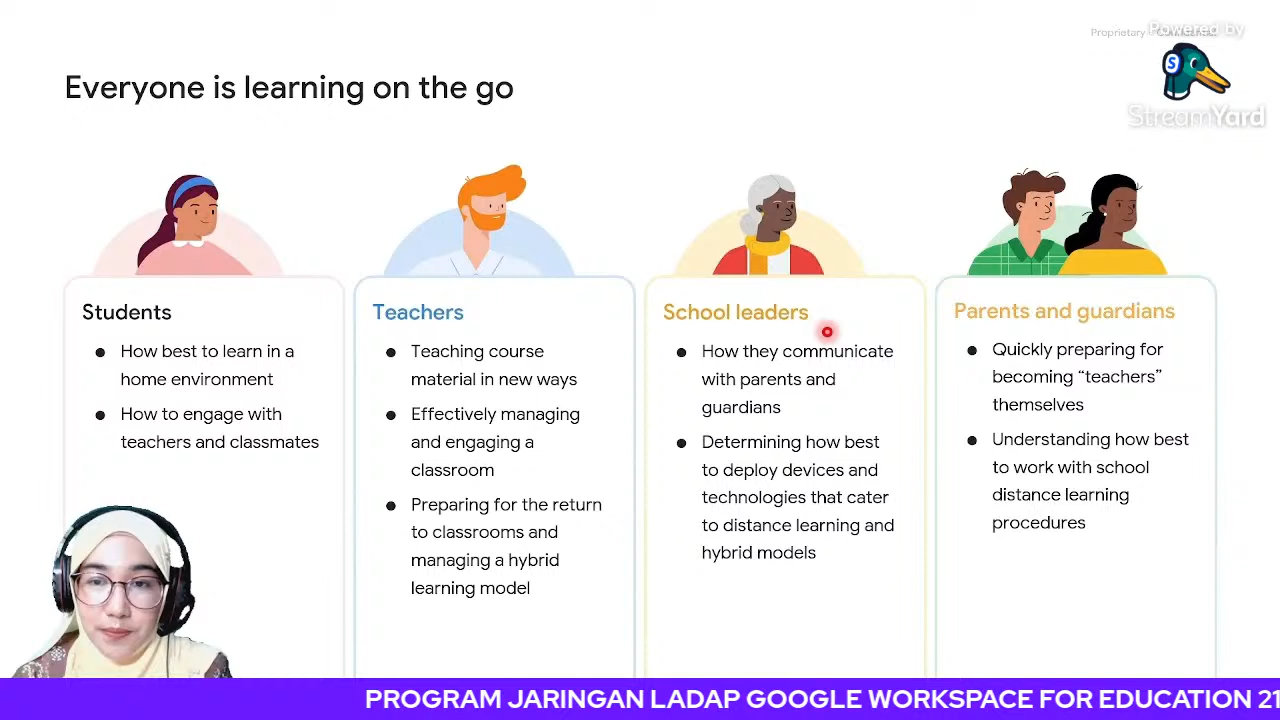 Proprietary
Powered by
S
StreamYard
Everyone is learning on the go
Students
How best to learn in a
home environment
How to engage with
teachers and classmates
Teachers
Teaching course
material in new ways
Effectively managing
and engaging a
classroom
Preparing for the return
to classrooms and
managing a hybrid
learning model
School leaders
How they communicate
with parents and
guardians
Determining how best
to deploy devices and
technologies that cater
to distance learning and
hybrid models
Parents and guardians
Quickly preparing for
becoming “teachers”
themselves
Understanding how best
to work with school
distance learning
procedures
PROGRAM JARINGAN LADAP GOOGLE WORKSPACE FOR EDUCATION 21